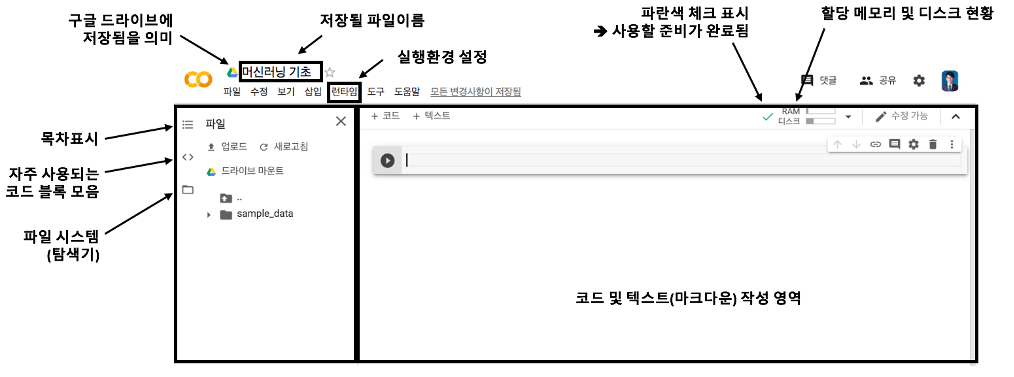 구글 드라이브에
저장됨을 의미
저장될 파일이름
실행환경 설정
파란색 체크 표시
➔ 사용할 준비가 완료됨
할당 메모리 및 디스크 현황
머신러닝 기초
파일 수정 보기 삽입 런타임 도구 도움말 모든 변경사항이 저장됨
댓글 공유
목차표시
자주 사용되는
코드 블록 모음
파일 시스템
(탐색기)
파일
업로드 새로고침
드라이브 마운트
..
sample_data
+ 코드 + 텍스트
RAM
디스크
수정 가능
코드 및 텍스트(마크다운) 작성 영역